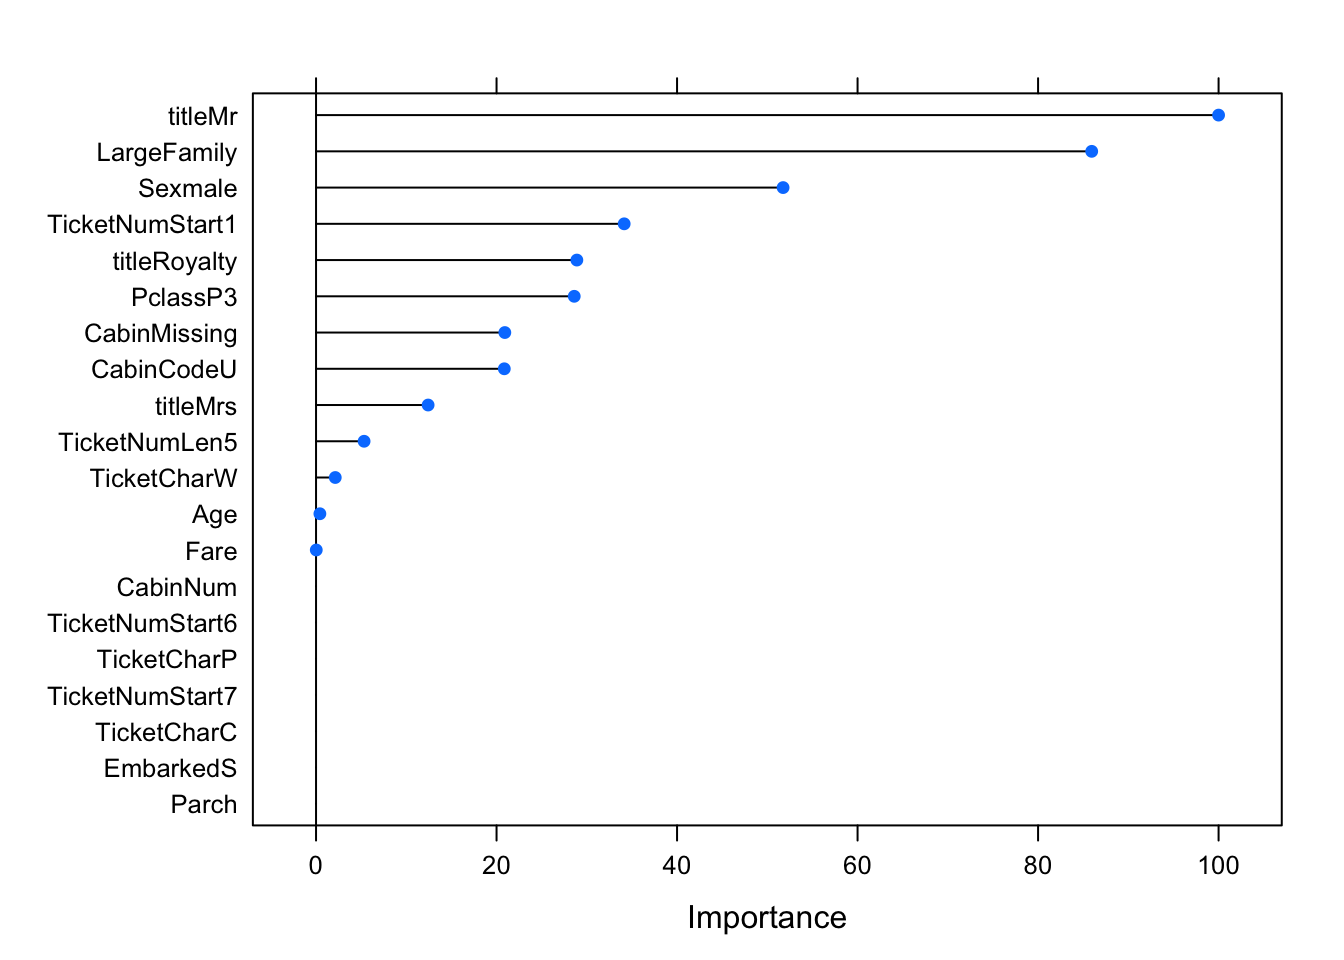 titleMr
LargeFamily
Sexmale
TicketNumStart1
titleRoyalty
PclassP3
CabinMissing
CabinCodeU
titleMrs
TicketNumLen5
TicketCharW
Age
Fare
CabinNum
TicketNumStart6
TicketCharP
TicketNumStart7
TicketCharC
EmbarkedS
Parch
0 20 40 60 80 100
Importance